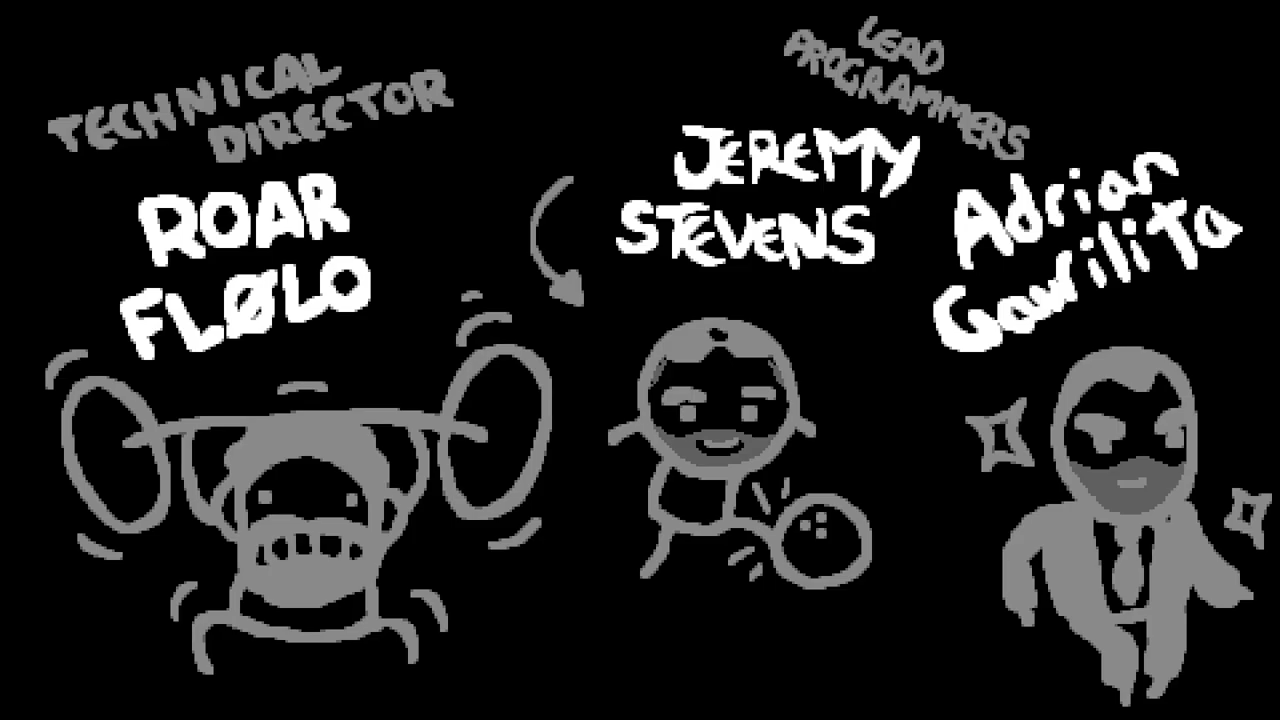 TECHNICAL
DIRECTOR
ROAR
FLØLO
LEAD
PROGRAMMERS
JEREMY
STEVENS
Adrian
Gavrilita